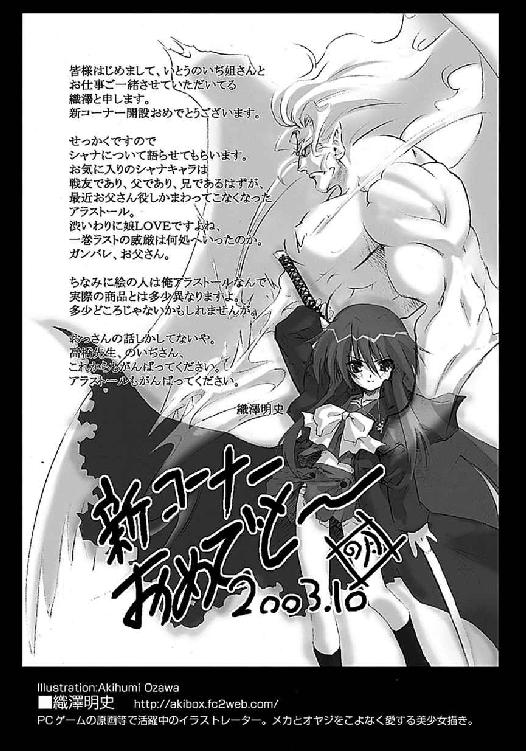 皆様はじめまして、いとうのいぢ姐さんと
お仕事ご一緒させていただいてる
織澤と申します。
新コーナー開設おめでとうございます。
せっかくですので
シャナについて語らせてもらいます。
お気に入りのシャナキャラは
戦友であり、父であり、兄であるはずが、
最近お父さん役しかまわってこなくなった
アラストール。
渋いわりに娘LOVEですよね、
一巻ラストの威厳は何処へいったのか。
ガンバレ、お父さん。
ちなみに絵の人は俺アラストールなんで
実際の商品とは多少異なりますよ。
多少どころじゃないかもしれませんが。
おっさんの話しかしてないや。
高橋先生、のいぢさん、
これからもがんばってください。
アラストールもがんばってください。
織澤明史
新コーナー
おめでっと〜
2003.10
Illustration:Akihumi Ozawa
■織澤明史 http://akibox.fc2web.com/
PCゲームの原画等で活躍中のイラストレーター。メカとオヤジをこよなく愛する美少女描き。